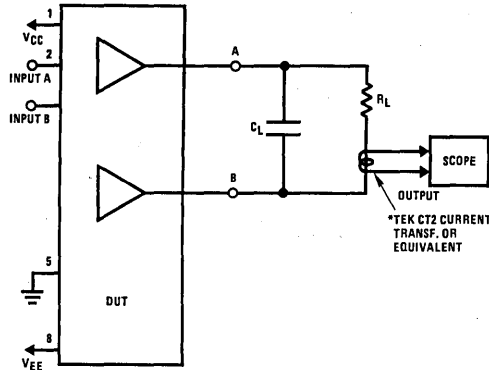 1
VCC
2
INPUT A
INPUT B
A
RL
CL
SCOPE
B
OUTPUT
*TEK CT2 CURRENT
TRANSF. OR
EQUIVALENT
5
DUT
8
VEE